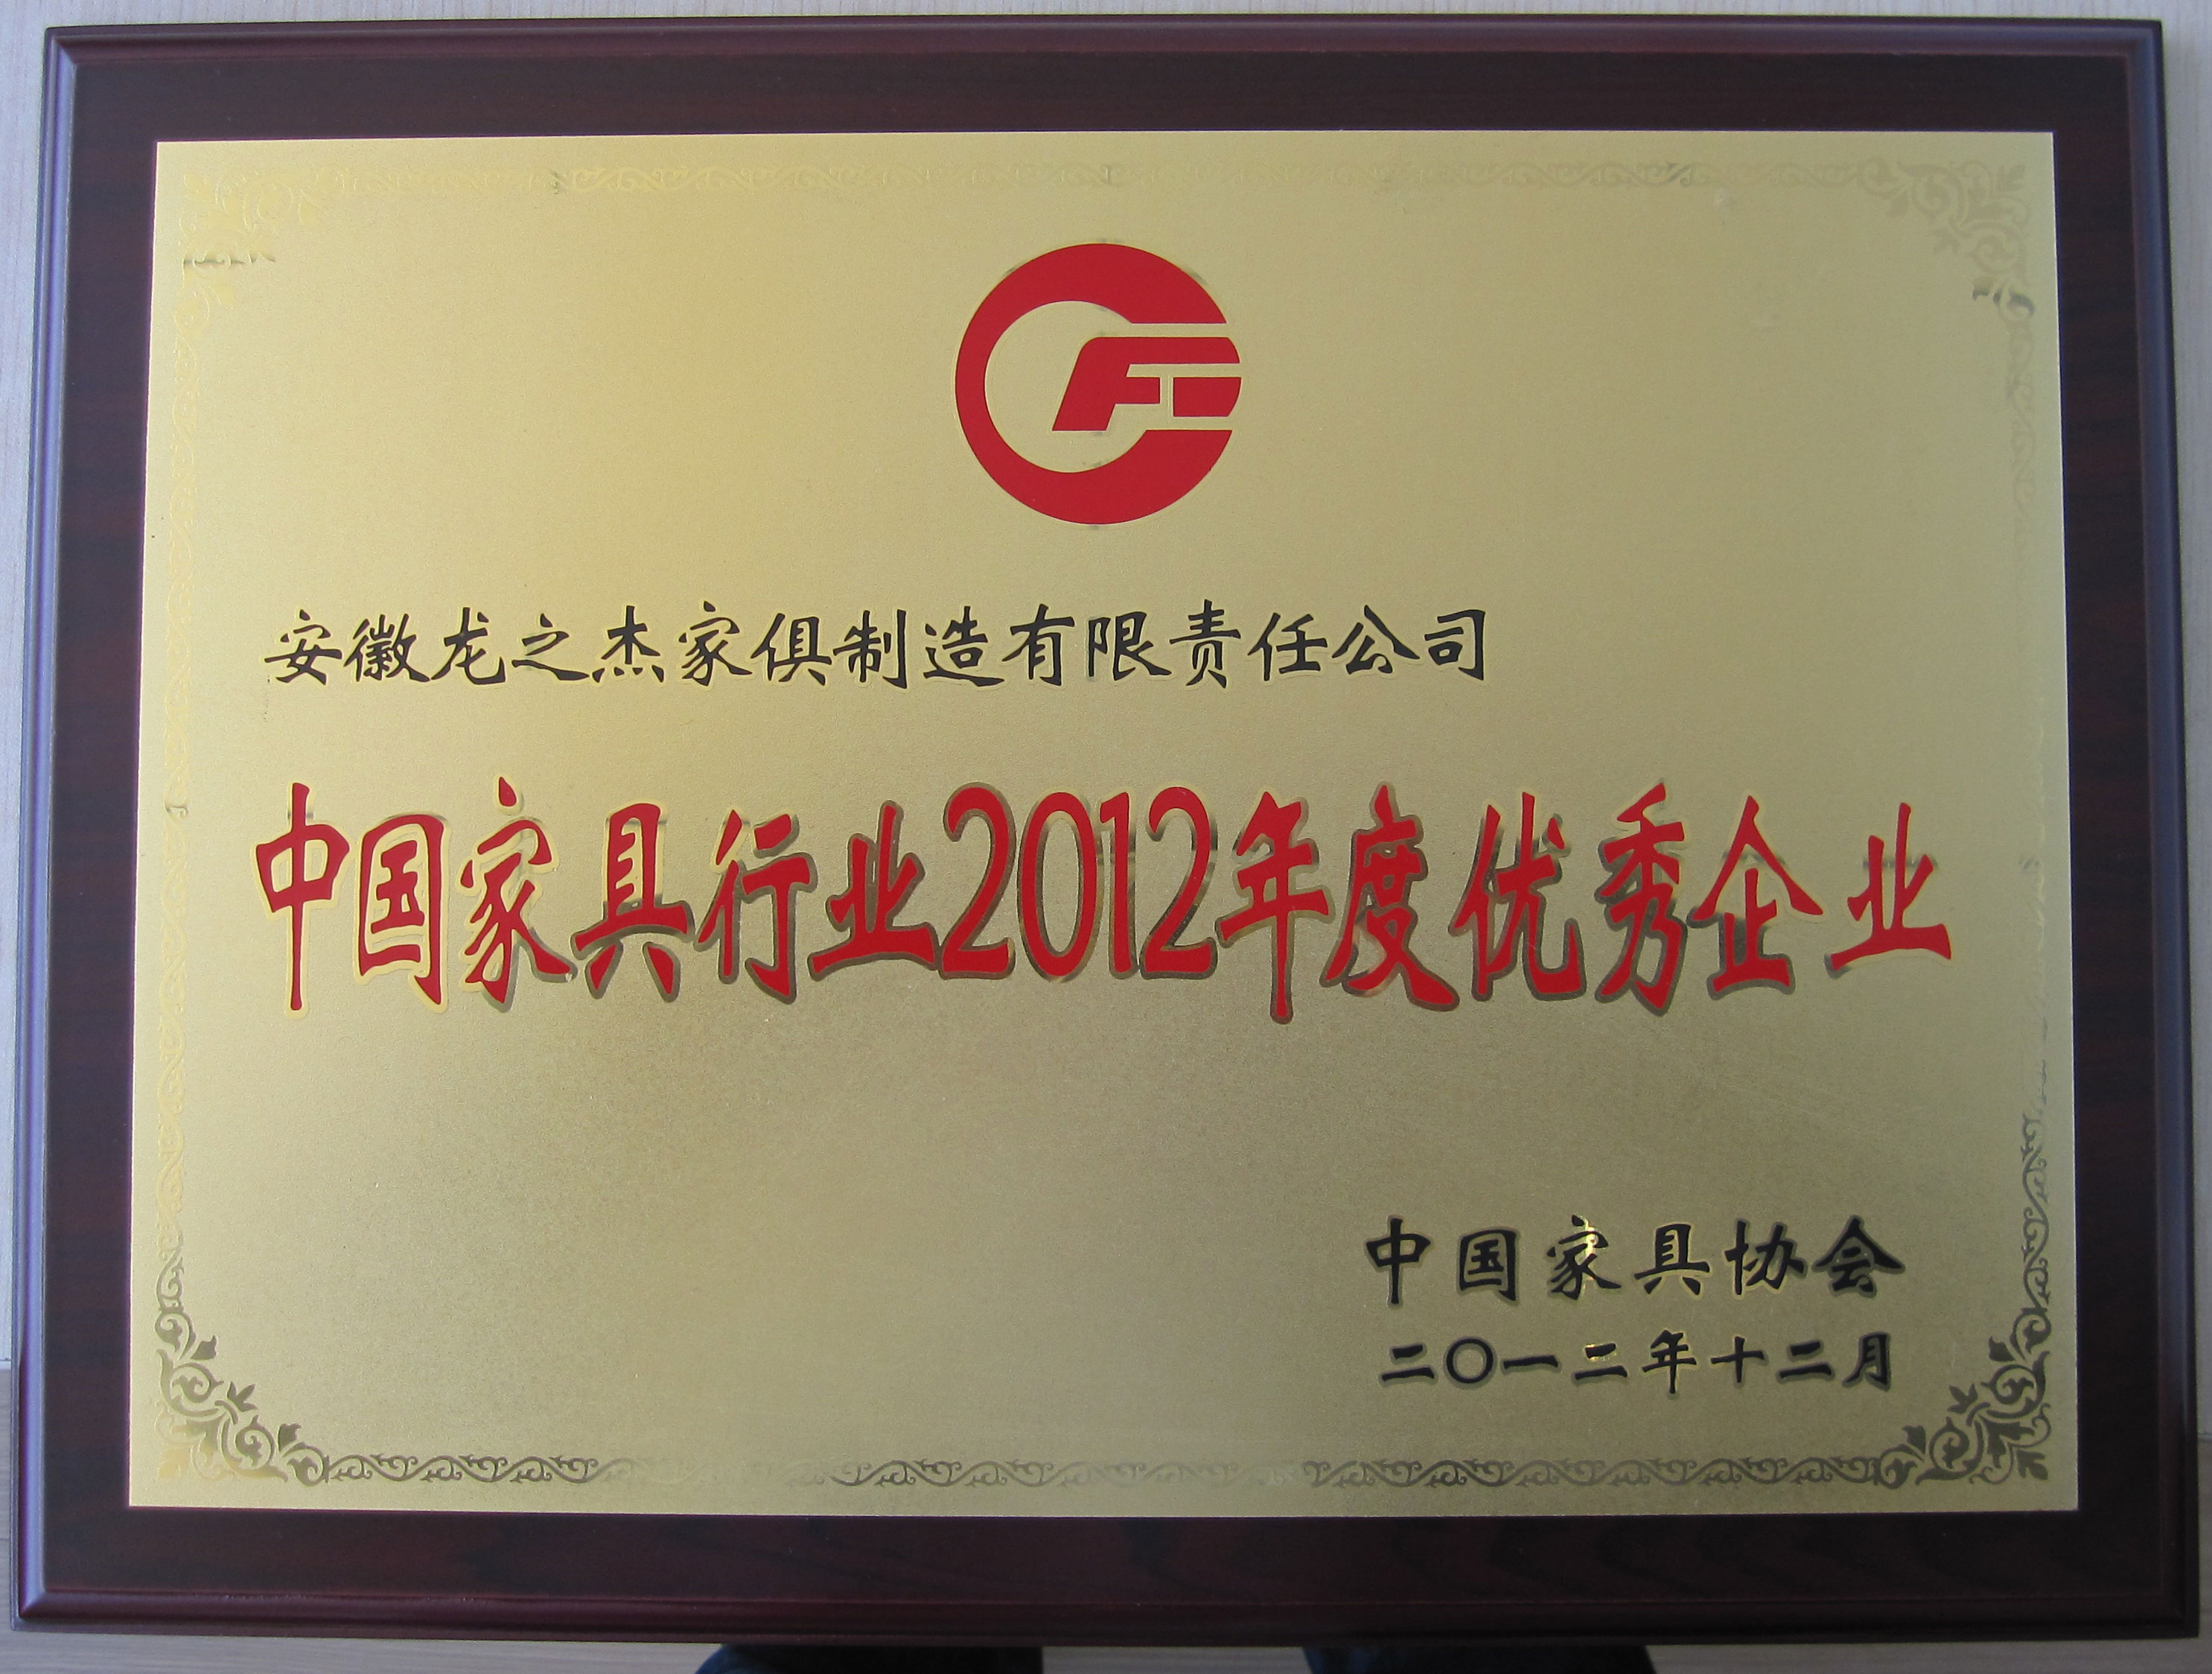 安徽龙之杰家俱制造有限责任公司
中国家具行业2012年度优秀企业
中国家具协会
二〇一二年十二月